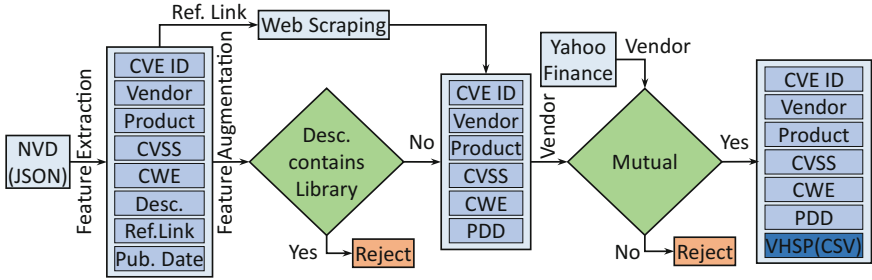 NVD
(JSON)
Feature Extraction
CVE ID
Vendor
Product
CVSS
CWE
Desc.
Ref.Link
Pub. Date
Ref. Link
Web Scraping
Feature Augmentation
Desc.
contains
Library
Yes
Reject
No
CVE ID
Vendor
Product
CVSS
CWE
PDD
Vendor
Yahoo
Finance
Vendor
Mutual
No
Reject
Yes
CVE ID
Vendor
Product
CVSS
CWE
PDD
VHSP(CSV)